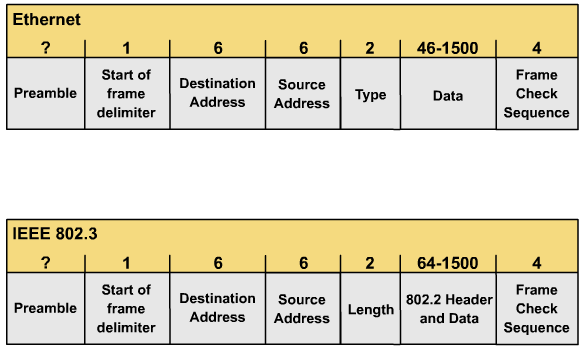 Ethernet
? 1 6 6 2 46-1500 4
Preamble
Start of
frame
delimiter
Destination
Address
Source
Address
Type
Data
Frame
Check
Sequence
IEEE 802.3
? 1 6 6 2 64-1500 4
Preamble
Start of
frame
delimiter
Destination
Address
Source
Address
Length
802.2 Header
and Data
Frame
Check
Sequence